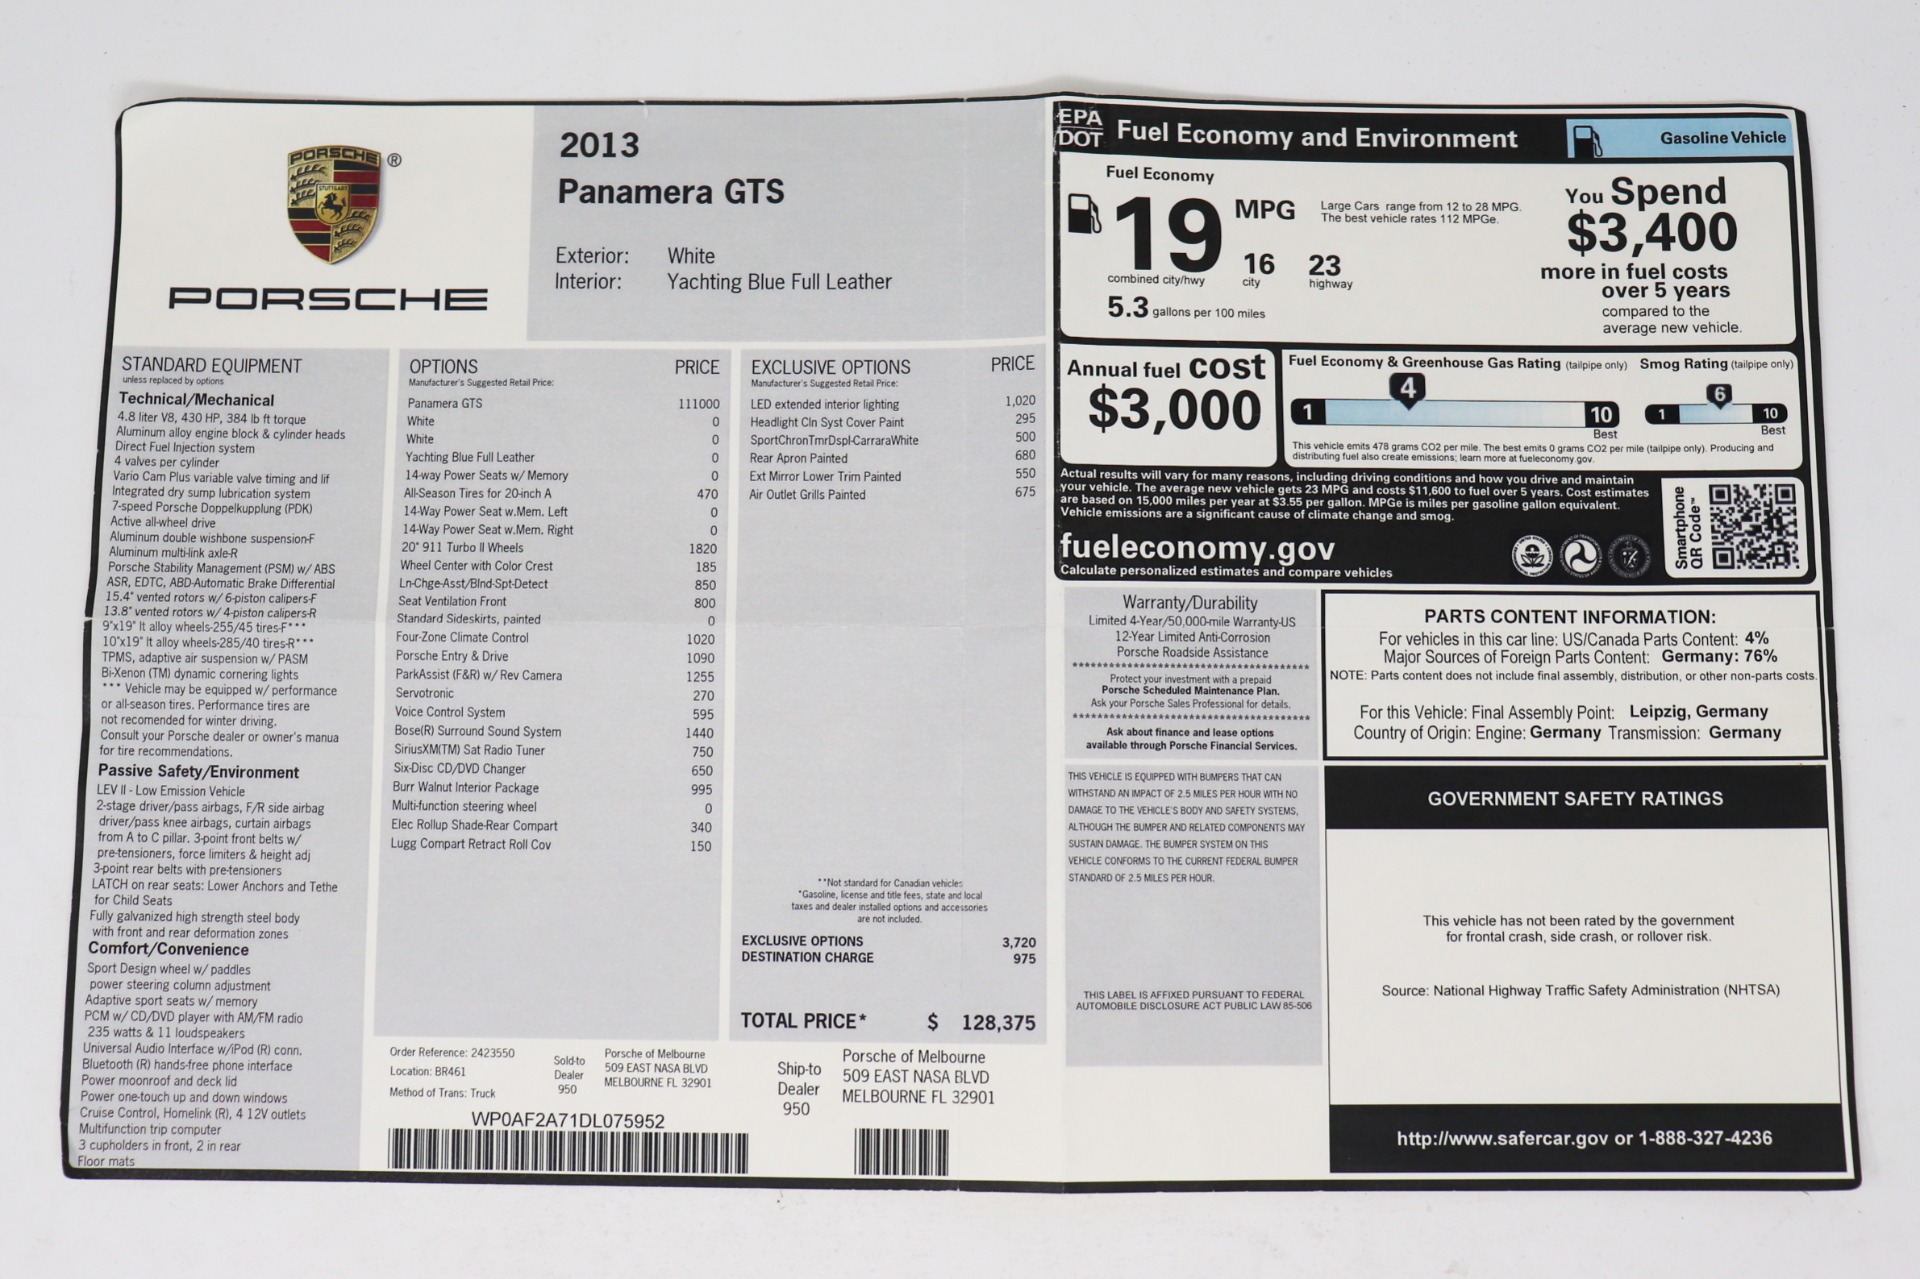 PORSCHE ®
STUTTGART
PORSCHE
2013
Panamera GTS
Exterior: White
Interior: Yachting Blue Full Leather
STANDARD EQUIPMENT
unless replaced by options
Technical/Mechanical
4.8 liter V8, 430 HP, 384 lb ft torque
Aluminum alloy engine block & cylinder heads
Direct Fuel Injection system
4 valves per cylinder
Vario Cam Plus variable valve timing and lif
Integrated dry sump lubrication system
7-speed Porsche Doppelkupplung (PDK)
Active all-wheel drive
Aluminum double wishbone suspension-F
Aluminum multi-link axle-R
Porsche Stability Management (PSM) w/ ABS
ASR, EDTC, ABD-Automatic Brake Differential
15.4" vented rotors w/ 6-piston calipers-F
13.8" vented rotors w/ 4-piston calipers-R
9"x19" lt alloy wheels-255/45 tires-F***
10"x19" lt alloy wheels-285/40 tires-R***
TPMS, adaptive air suspension w/ PASM
Bi-Xenon (TM) dynamic cornering lights
*** Vehicle may be equipped w/ performance
or all-season tires. Performance tires are
not recomended for winter driving.
Consult your Porsche dealer or owner's manua
for tire recommendations.
Passive Safety/Environment
LEV II - Low Emission Vehicle
2-stage driver/pass airbags, F/R side airbag
driver/pass knee airbags, curtain airbags
from A to C pillar. 3-point front belts w/
pre-tensioners, force limiters & height adj
3-point rear belts with pre-tensioners
LATCH on rear seats: Lower Anchors and Tethe
for Child Seats
Fully galvanized high strength steel body
with front and rear deformation zones
Comfort/Convenience
Sport Design wheel w/ paddles
power steering column adjustment
Adaptive sport seats w/ memory
PCM w/ CD/DVD player with AM/FM radio
235 watts & 11 loudspeakers
Universal Audio Interface w/iPod (R) conn.
Bluetooth (R) hands-free phone interface
Power moonroof and deck lid
Power one-touch up and down windows
Cruise Control, Homelink (R), 4 12V outlets
Multifunction trip computer
3 cupholders in front, 2 in rear
Floor mats
OPTIONS PRICE
Manufacturer's Suggested Retail Price:
Panamera GTS 111000
White 0
White 0
Yachting Blue Full Leather 0
14-way Power Seats w/ Memory 0
All-Season Tires for 20-inch A 470
14-Way Power Seat w.Mem. Left 0
14-Way Power Seat w.Mem. Right 0
20" 911 Turbo II Wheels 1820
Wheel Center with Color Crest 185
Ln-Chge-Asst/Blnd-Spt-Detect 850
Seat Ventilation Front 800
Standard Sideskirts, painted 0
Four-Zone Climate Control 1020
Porsche Entry & Drive 1090
ParkAssist (F&R) w/ Rev Camera 1255
Servotronic 270
Voice Control System 595
Bose(R) Surround Sound System 1440
SiriusXM(TM) Sat Radio Tuner 750
Six-Disc CD/DVD Changer 650
Burr Walnut Interior Package 995
Multi-function steering wheel 0
Elec Rollup Shade-Rear Compart 340
Lugg Compart Retract Roll Cov 150
EXCLUSIVE OPTIONS PRICE
Manufacturer's Suggested Retail Price:
LED extended interior lighting 1,020
Headlight Cln Syst Cover Paint 295
SportChronTmrDspl-CarraraWhite 500
Rear Apron Painted 680
Ext Mirror Lower Trim Painted 550
Air Outlet Grills Painted 675
**Not standard for Canadian vehicles
*Gasoline, license and title fees, state and local
taxes and dealer installed options and accessories
are not included.
EXCLUSIVE OPTIONS 3,720
DESTINATION CHARGE 975
TOTAL PRICE* $ 128,375
Order Reference: 2423550
Location: BR461
Method of Trans: Truck
Sold-to
Dealer
950
Porsche of Melbourne
509 EAST NASA BLVD
MELBOURNE FL 32901
Ship-to
Dealer
950
Porsche of Melbourne
509 EAST NASA BLVD
MELBOURNE FL 32901
WP0AF2A71DL075952
EPA
DOT
Fuel Economy and Environment
Gasoline Vehicle
Fuel Economy
19 MPG
combined city/hwy
16
city
23
highway
5.3 gallons per 100 miles
Large Cars range from 12 to 28 MPG.
The best vehicle rates 112 MPGe.
You Spend
$3,400
more in fuel costs
over 5 years
compared to the
average new vehicle.
Annual fuel cost
$3,000
Fuel Economy & Greenhouse Gas Rating (tailpipe only)
4
1 10
Best
Smog Rating (tailpipe only)
6
1 10
Best
This vehicle emits 478 grams CO2 per mile. The best emits 0 grams CO2 per mile (tailpipe only). Producing and
distributing fuel also create emissions; learn more at fueleconomy.gov.
Actual results will vary for many reasons, including driving conditions and how you drive and maintain
your vehicle. The average new vehicle gets 23 MPG and costs $11,600 to fuel over 5 years. Cost estimates
are based on 15,000 miles per year at $3.55 per gallon. MPGe is miles per gasoline gallon equivalent.
Vehicle emissions are a significant cause of climate change and smog.
fueleconomy.gov
Calculate personalized estimates and compare vehicles
Smartphone
QR Code™
Warranty/Durability
Limited 4-Year/50,000-mile Warranty-US
12-Year Limited Anti-Corrosion
Porsche Roadside Assistance
****************************************
Protect your investment with a prepaid
Porsche Scheduled Maintenance Plan.
Ask your Porsche Sales Professional for details.
****************************************
Ask about finance and lease options
available through Porsche Financial Services.
THIS VEHICLE IS EQUIPPED WITH BUMPERS THAT CAN
WITHSTAND AN IMPACT OF 2.5 MILES PER HOUR WITH NO
DAMAGE TO THE VEHICLE'S BODY AND SAFETY SYSTEMS,
ALTHOUGH THE BUMPER AND RELATED COMPONENTS MAY
SUSTAIN DAMAGE. THE BUMPER SYSTEM ON THIS
VEHICLE CONFORMS TO THE CURRENT FEDERAL BUMPER
STANDARD OF 2.5 MILES PER HOUR.
THIS LABEL IS AFFIXED PURSUANT TO FEDERAL
AUTOMOBILE DISCLOSURE ACT PUBLIC LAW 85-506
PARTS CONTENT INFORMATION:
For vehicles in this car line: US/Canada Parts Content: 4%
Major Sources of Foreign Parts Content: Germany: 76%
NOTE: Parts content does not include final assembly, distribution, or other non-parts costs.
For this Vehicle: Final Assembly Point: Leipzig, Germany
Country of Origin: Engine: Germany Transmission: Germany
GOVERNMENT SAFETY RATINGS
This vehicle has not been rated by the government
for frontal crash, side crash, or rollover risk.
Source: National Highway Traffic Safety Administration (NHTSA)
http://www.safercar.gov or 1-888-327-4236